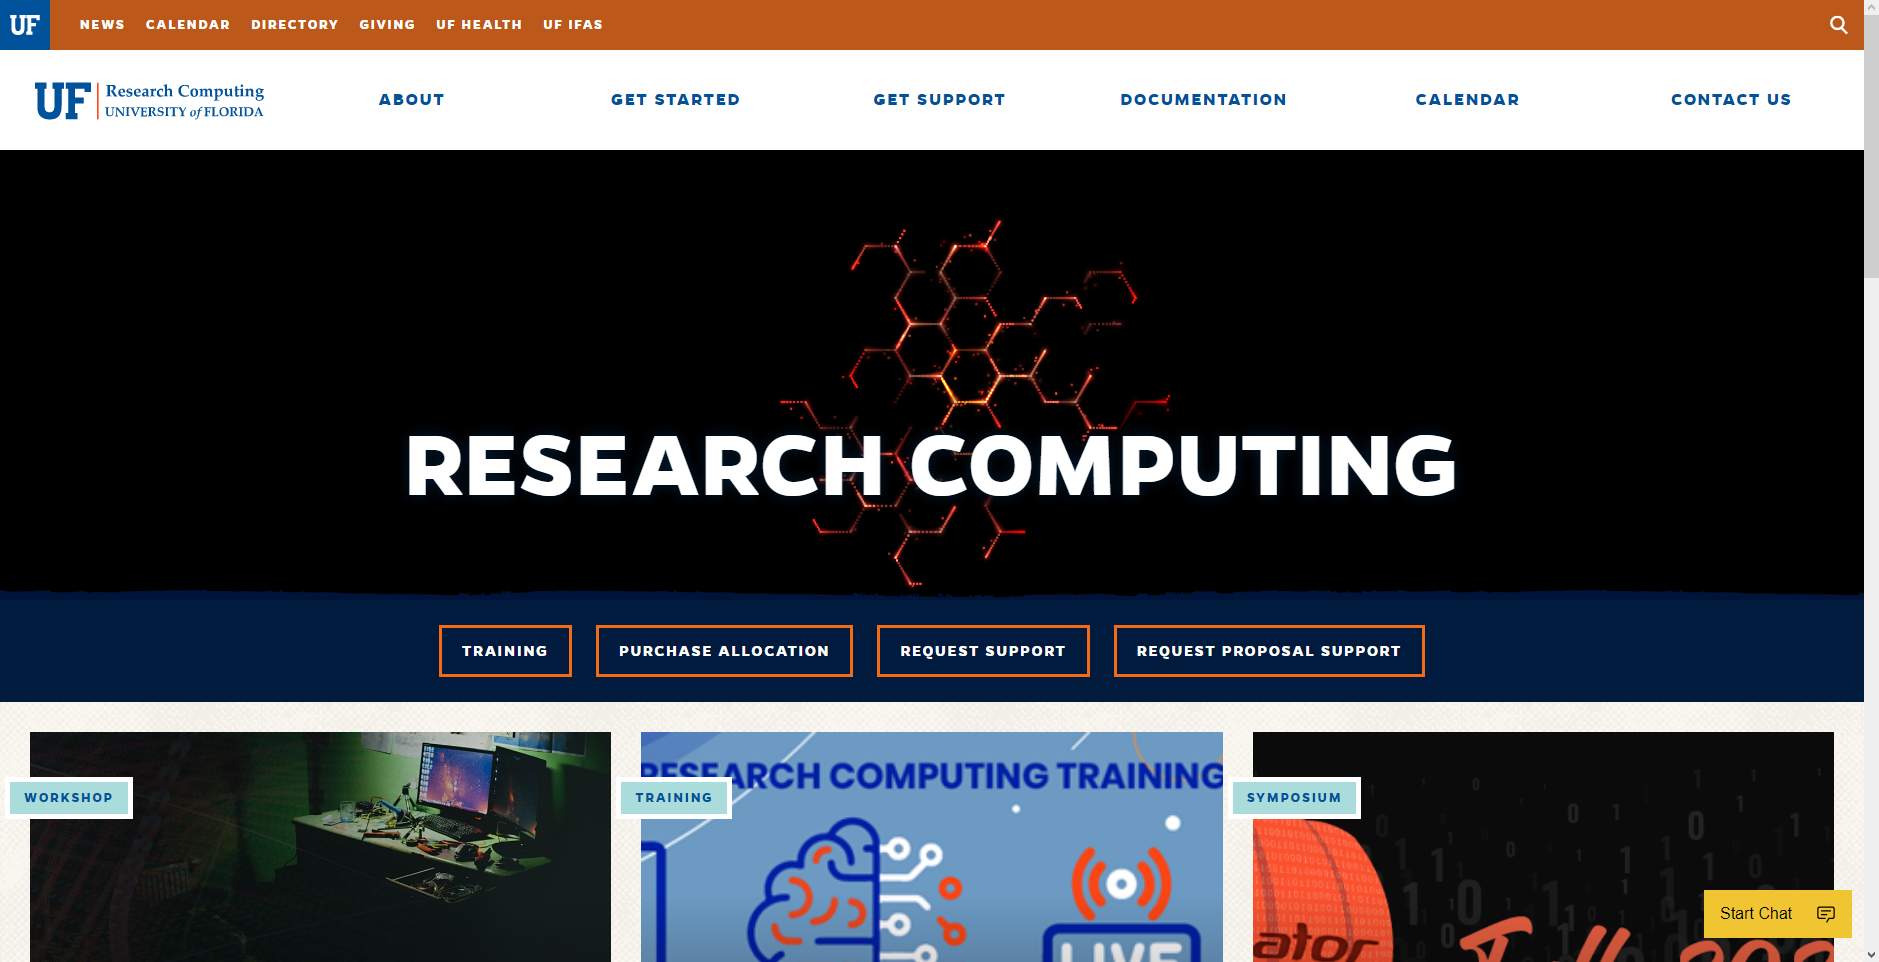 UF NEWS CALENDAR DIRECTORY GIVING UF HEALTH UF IFAS
UF Research Computing
UNIVERSITY of FLORIDA
ABOUT GET STARTED GET SUPPORT DOCUMENTATION CALENDAR CONTACT US
RESEARCH COMPUTING
TRAINING PURCHASE ALLOCATION REQUEST SUPPORT REQUEST PROPOSAL SUPPORT
RESEARCH COMPUTING TRAINING
WORKSHOP TRAINING SYMPOSIUM
LIVE
ator
Start Chat